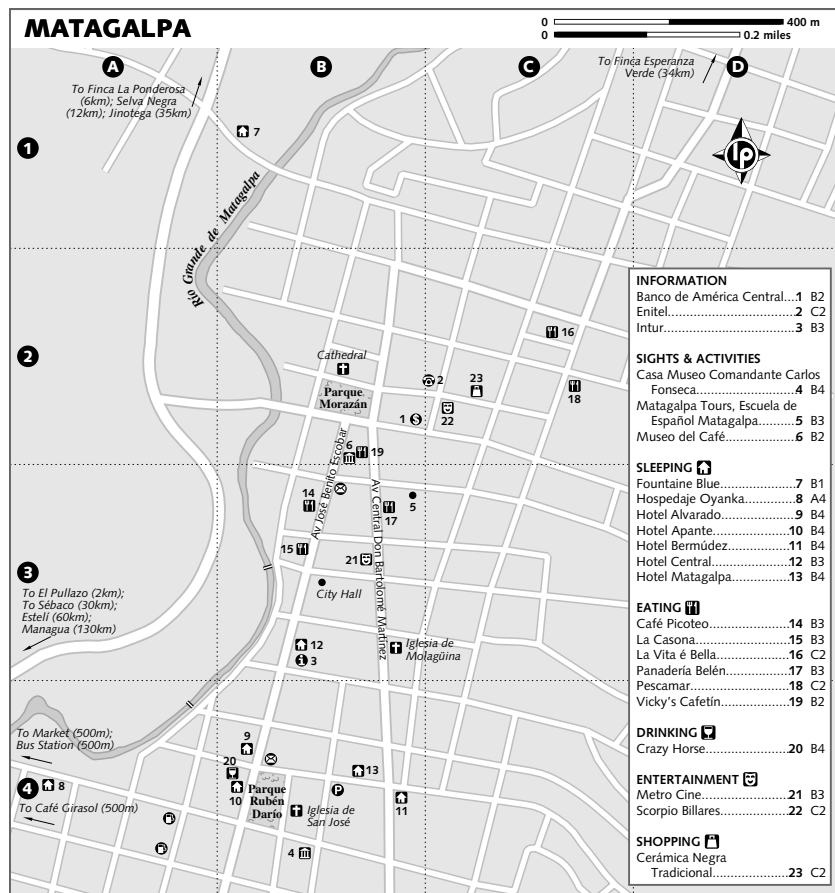 MATAGALPA
0 400 m
0 0.2 miles
A
B
C
D
To Finca La Ponderosa
(6km); Selva Negra
(12km); Jinotega (35km)
To Finca Esperanza
Verde (34km)
7
1
lp
Río Grande de Matagalpa
INFORMATION
Banco de América Central...1 B2
Enitel...2 C2
Intur...3 B3
SIGHTS & ACTIVITIES
Casa Museo Comandante Carlos
Fonseca...4 B4
Matagalpa Tours, Escuela de
Español Matagalpa...5 B3
Museo del Café...6 B2
SLEEPING
Fountaine Blue...7 B1
Hospedaje Oyanka...8 A4
Hotel Alvarado...9 B4
Hotel Apante...10 B4
Hotel Bermúdez...11 B4
Hotel Central...12 B3
Hotel Matagalpa...13 B4
EATING
Café Picoteo...14 B3
La Casona...15 B3
La Vita é Bella...16 C2
Panadería Belén...17 B3
Pescamar...18 C2
Vicky's Cafetín...19 B2
DRINKING
Crazy Horse...20 B4
ENTERTAINMENT
Metro Cine...21 B3
Scorpio Billares...22 C2
SHOPPING
Cerámica Negra
Tradicional...23 C2
16
2
Cathedral
2
23
18
Parque
Morazán
1
22
6
19
Av José Benito Escobar
Av Central Don Bartolomé Martínez
14
17
5
15
21
3
City Hall
To El Pullazo (2km);
To Sébaco (30km);
Estelí (60km);
Managua (130km)
12
3
Iglesia de
Molagüina
To Market (500m);
Bus Station (500m)
9
20
13
8
4
10
Parque
Rubén
Darío
P
11
To Café Girasol (500m)
Iglesia de
San José
4